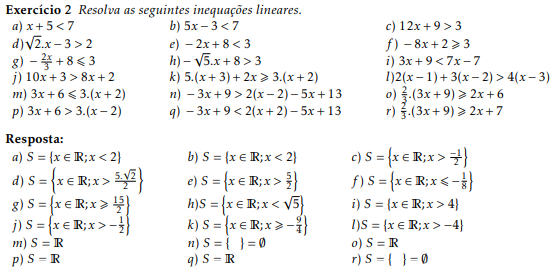 Exercício 2 Resolva as seguintes inequações lineares.
a) x + 5 < 7 b) 5x − 3 < 7 c) 12x + 9 > 3
d) √2.x − 3 > 2 e) − 2x + 8 < 3 f) − 8x + 2 ⩾ 3
g) − 2x/3 + 8 ⩽ 3 h) − √5.x + 8 > 3 i) 3x + 9 < 7x − 7
j) 10x + 3 > 8x + 2 k) 5.(x + 3) + 2x ⩾ 3.(x + 2) l)2(x − 1) + 3(x − 2) > 4(x − 3)
m) 3x + 6 ⩽ 3.(x + 2) n) − 3x + 9 > 2(x − 2) − 5x + 13 o) 2/3.(3x + 9) ⩾ 2x + 6
p) 3x + 6 > 3.(x − 2) q) − 3x + 9 < 2(x + 2) − 5x + 13 r) 2/3.(3x + 9) ⩾ 2x + 7
Resposta:
a) S = {x ∈ ℝ; x < 2} b) S = {x ∈ ℝ; x < 2} c) S = {x ∈ ℝ; x > −1/2}
d) S = {x ∈ ℝ; x > 5.√2/2} e) S = {x ∈ ℝ; x > 5/2} f) S = {x ∈ ℝ; x ⩽ −1/8}
g) S = {x ∈ ℝ; x ⩾ 15/2} h)S = {x ∈ ℝ; x < √5} i) S = {x ∈ ℝ; x > 4}
j) S = {x ∈ ℝ; x > −1/2} k) S = {x ∈ ℝ; x ⩾ −9/4} l)S = {x ∈ ℝ; x > −4}
m) S = ℝ n) S = { } = ∅ o) S = ℝ
p) S = ℝ q) S = ℝ r) S = { } = ∅